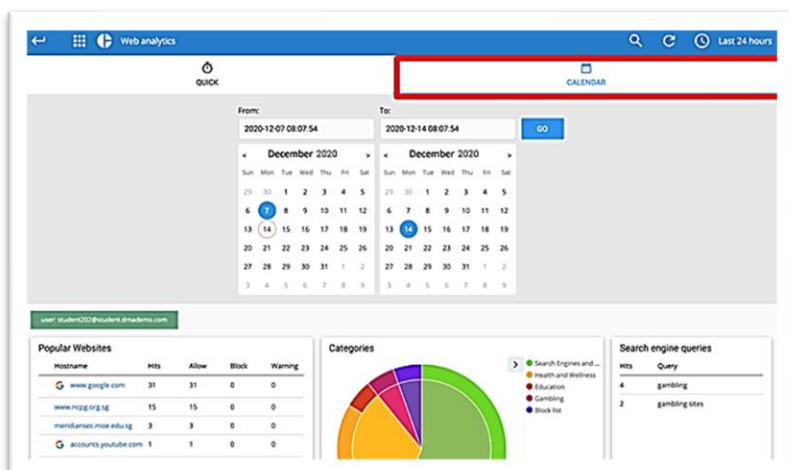 Web analytics Last 24 hours
QUICK CALENDAR
From: To:
2020-12-07 08:07:54 2020-12-14 08:07:54 GO
« December 2020 » « December 2020 »
Sun Mon Tue Wed Thu Fri Sat Sun Mon Tue Wed Thu Fri Sat
29 30 1 2 3 4 5 29 30 1 2 3 4 5
6 7 8 9 10 11 12 6 7 8 9 10 11 12
13 14 15 16 17 18 19 13 14 15 16 17 18 19
20 21 22 23 24 25 26 20 21 22 23 24 25 26
27 28 29 30 31 1 2 27 28 29 30 31 1 2
3 4 5 6 7 8 9 3 4 5 6 7 8 9
user: student202@student.dmademo.com
Popular Websites
Hostname Hits Allow Block Warning
www.google.com 31 31 0 0
www.ncpg.org.sg 15 15 0 0
meridiansec.moe.edu.sg 3 3 0 0
accounts.youtube.com 1 1 0 0
Categories
Search Engines and ...
Health and Wellness
Education
Gambling
Block list
Search engine queries
Hits Query
4 gambling
2 gambling sites